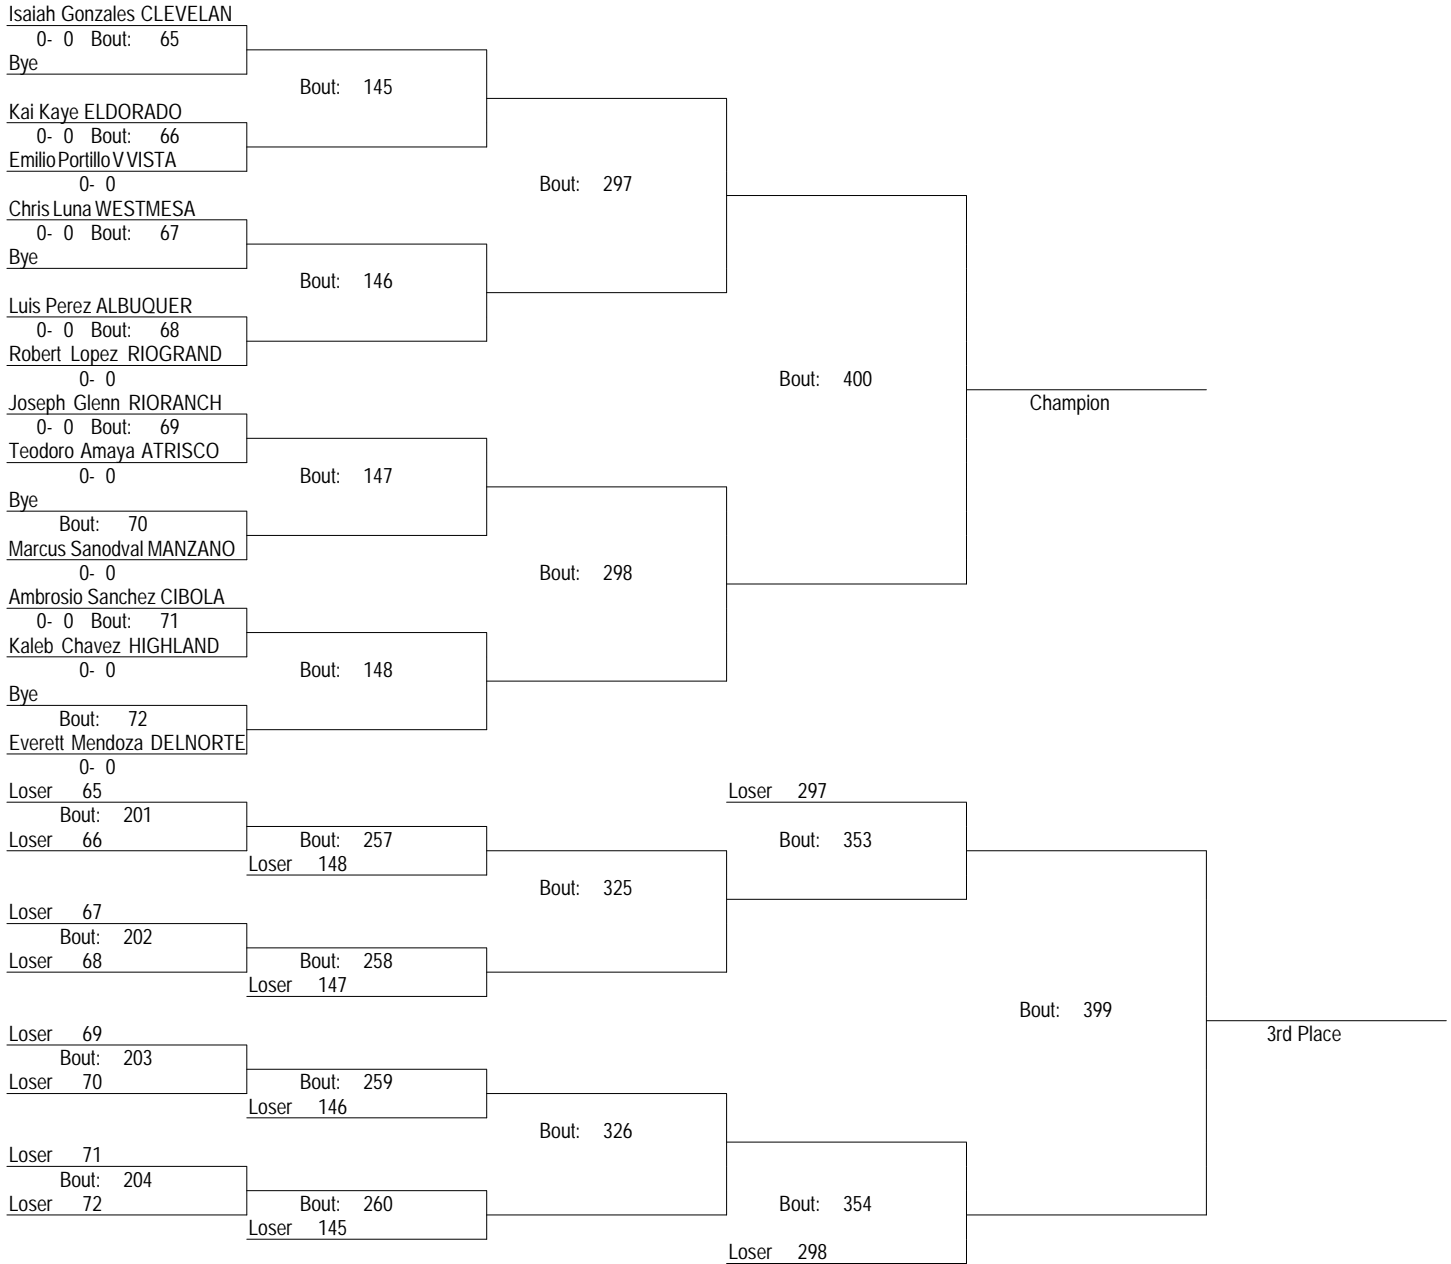 Isaiah Gonzales CLEVELAN
0- 0 Bout: 65
Bye
Bout: 145
Kai Kaye ELDORADO
0- 0 Bout: 66
Emilio Portillo V VISTA
0- 0
Bout: 297
Chris Luna WESTMESA
0- 0 Bout: 67
Bye
Bout: 146
Luis Perez ALBUQUER
0- 0 Bout: 68
Robert Lopez RIOGRAND
0- 0
Bout: 400
Joseph Glenn RIORANCH
Champion
0- 0 Bout: 69
Teodoro Amaya ATRISCO
0- 0
Bout: 147
Bye
Bout: 70
Marcus Sanodval MANZANO
0- 0
Bout: 298
Ambrosio Sanchez CIBOLA
0- 0 Bout: 71
Kaleb Chavez HIGHLAND
0- 0
Bout: 148
Bye
Bout: 72
Everett Mendoza DELNORTE
0- 0
Loser 65
Loser 297
Bout: 201
Loser 66
Bout: 257
Bout: 353
Loser 148
Bout: 325
Loser 67
Bout: 202
Loser 68
Bout: 258
Loser 147
Bout: 399
Loser 69
3rd Place
Bout: 203
Loser 70
Bout: 259
Loser 146
Bout: 326
Loser 71
Bout: 204
Loser 72
Bout: 260
Bout: 354
Loser 145
Loser 298